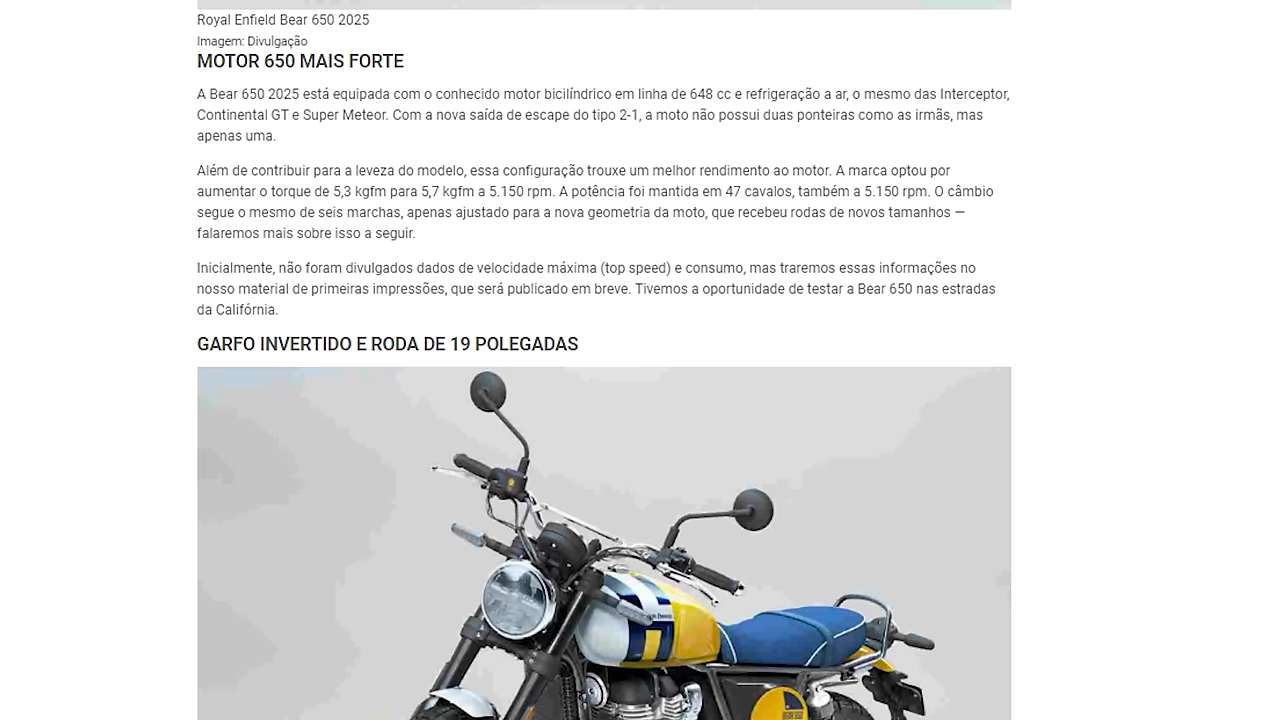 Royal Enfield Bear 650 2025
Imagem: Divulgação
MOTOR 650 MAIS FORTE
A Bear 650 2025 está equipada com o conhecido motor bicilíndrico em linha de 648 cc e refrigeração a ar, o mesmo das Interceptor,
Continental GT e Super Meteor. Com a nova saída de escape do tipo 2-1, a moto não possui duas ponteiras como as irmãs, mas
apenas uma.
Além de contribuir para a leveza do modelo, essa configuração trouxe um melhor rendimento ao motor. A marca optou por
aumentar o torque de 5,3 kgfm para 5,7 kgfm a 5.150 rpm. A potência foi mantida em 47 cavalos, também a 5.150 rpm. O câmbio
segue o mesmo de seis marchas, apenas ajustado para a nova geometria da moto, que recebeu rodas de novos tamanhos —
falaremos mais sobre isso a seguir.
Inicialmente, não foram divulgados dados de velocidade máxima (top speed) e consumo, mas traremos essas informações no
nosso material de primeiras impressões, que será publicado em breve. Tivemos a oportunidade de testar a Bear 650 nas estradas
da Califórnia.
GARFO INVERTIDO E RODA DE 19 POLEGADAS